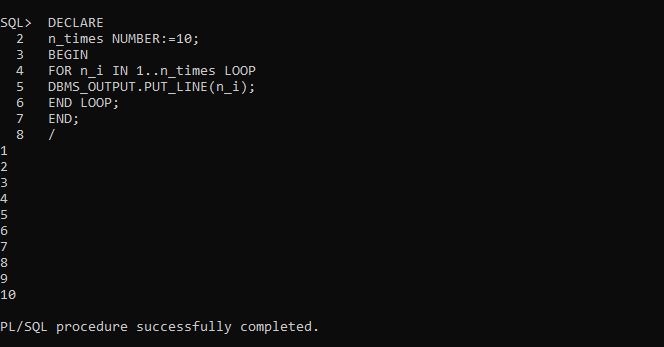 SQL>  DECLARE
  2   n_times NUMBER:=10;
  3   BEGIN
  4   FOR n_i IN 1..n_times LOOP
  5   DBMS_OUTPUT.PUT_LINE(n_i);
  6   END LOOP;
  7   END;
  8   /
1
2
3
4
5
6
7
8
9
10
PL/SQL procedure successfully completed.